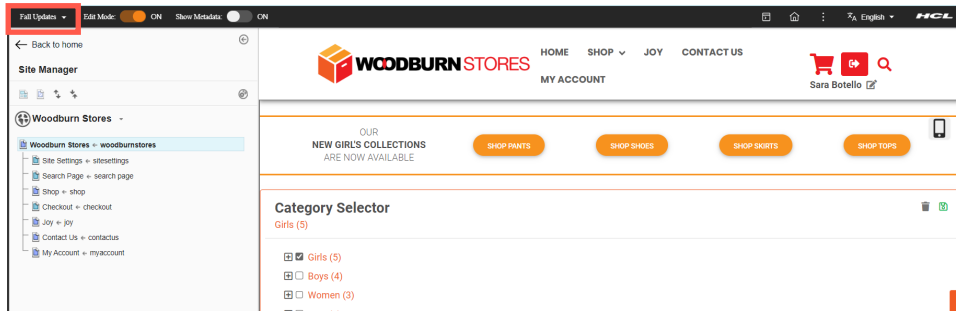 Fall Updates Edit Mode: ON Show Metadata: ON English HCL
Back to home
Site Manager
Woodburn Stores
Woodburn Stores ← woodburnstores
Site Settings ← sitesettings
Search Page ← search page
Shop ← shop
Checkout ← checkout
Joy ← joy
Contact Us ← contactus
My Account ← myaccount
WOODBURN STORES
HOME SHOP JOY CONTACT US
MY ACCOUNT
Sara Botello
OUR
NEW GIRL'S COLLECTIONS
ARE NOW AVAILABLE
SHOP PANTS SHOP SHOES SHOP SKIRTS SHOP TOPS
Category Selector
Girls (5)
Girls (5)
Boys (4)
Women (3)